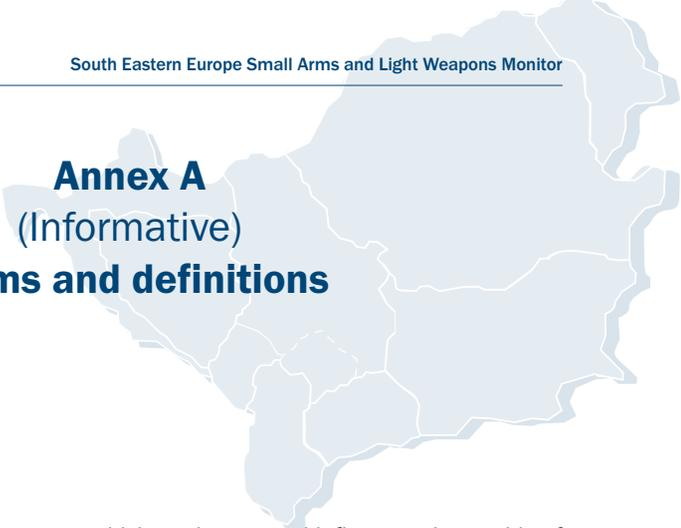 South Eastern Europe Small Arms and Light Weapons Monitor
Annex A
(Informative)
ms and definitions